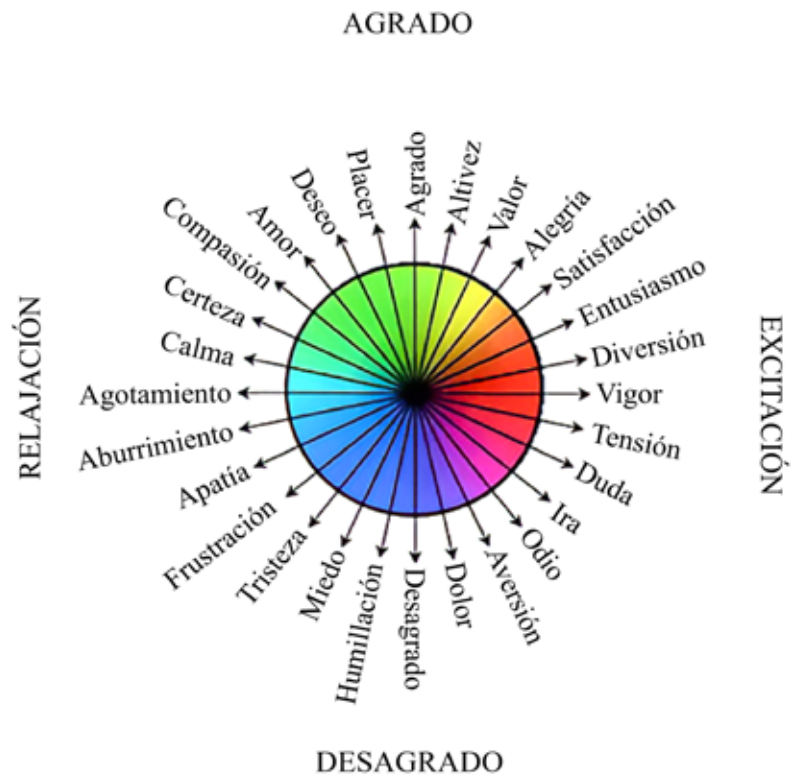 AGRADO
Agrado
Altivez
Valor
Alegría
Satisfacción
Entusiasmo
Diversión
Vigor
Tensión
Duda
Ira
Odio
Aversión
Dolor
Desagrado
Humillación
Miedo
Tristeza
Frustración
Apatía
Aburrimiento
Agotamiento
Calma
Certeza
Compasión
Amor
Deseo
Placer
RELAJACIÓN
EXCITACIÓN
DESAGRADO